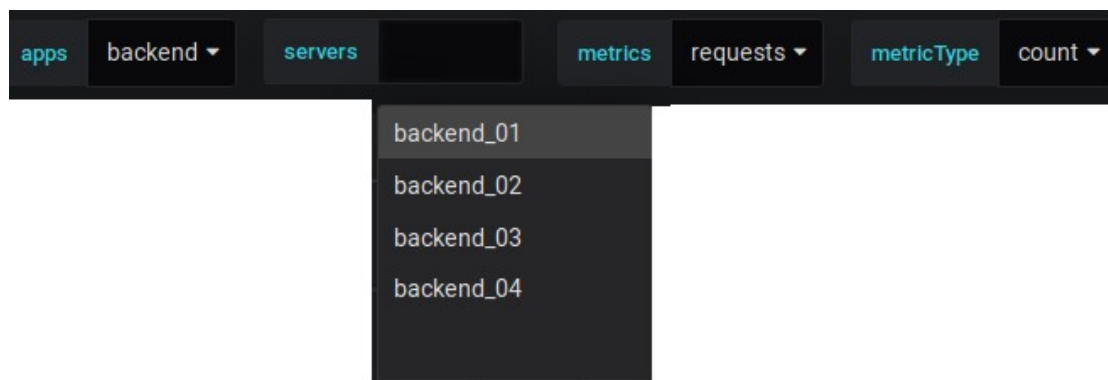 apps backend servers metrics requests metricType count
backend_01
backend_02
backend_03
backend_04